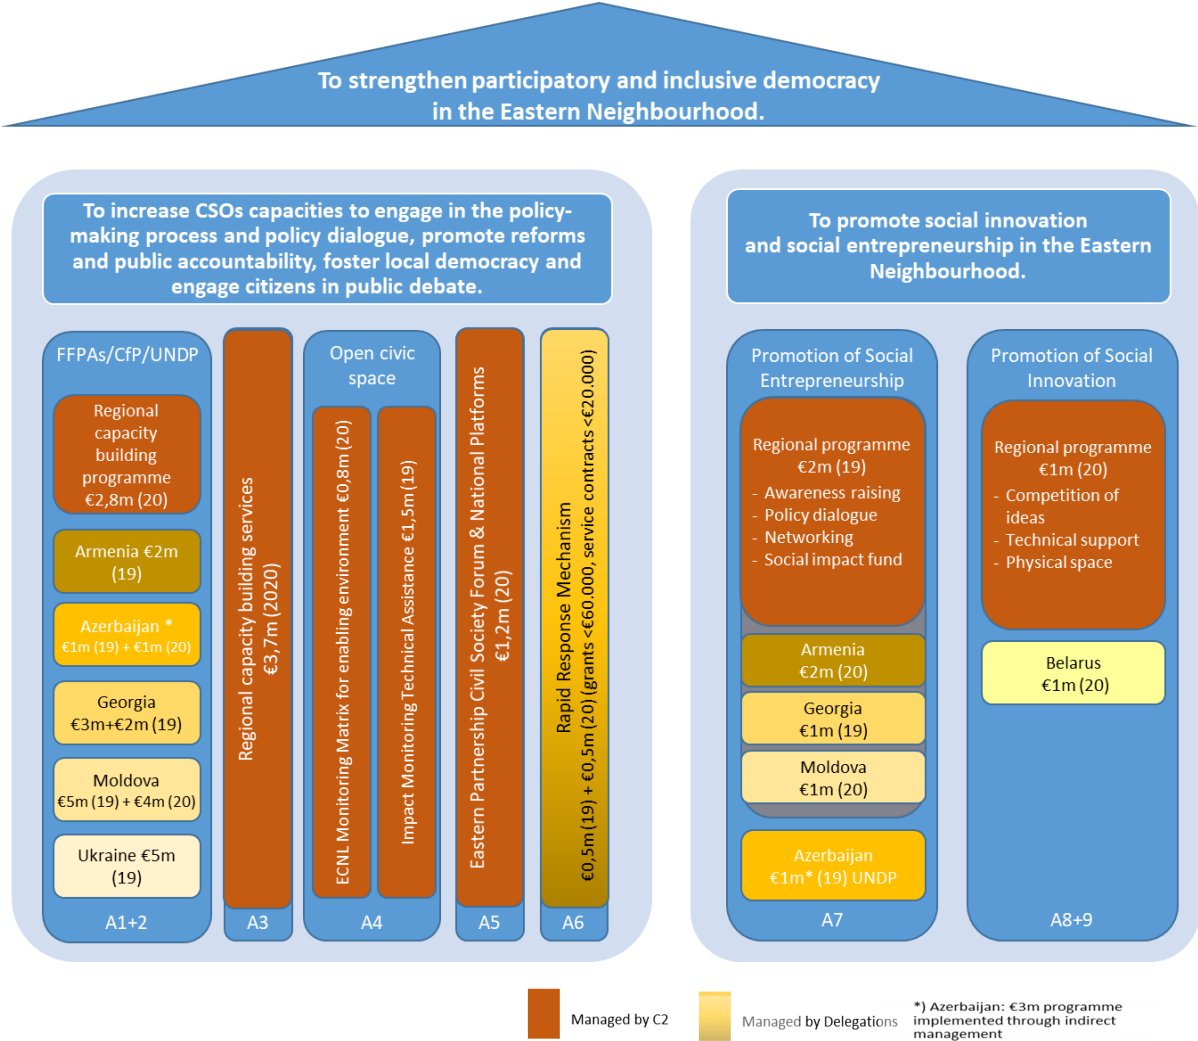 To strengthen participatory and inclusive democracy
in the Eastern Neighbourhood.
To increase CSOs capacities to engage in the policy-
making process and policy dialogue, promote reforms
and public accountability, foster local democracy and
engage citizens in public debate.
FFPAs/CfP/UNDP
Regional
capacity
building
programme
€2,8m (20)
Armenia €2m
(19)
Azerbaijan *
€1m (19) + €1m (20)
Georgia
€3m+€2m (19)
Moldova
€5m (19) + €4m (20)
Ukraine €5m
(19)
A1+2
Regional capacity building services
€3,7m (2020)
A3
Open civic
space
ECNL Monitoring Matrix for enabling environment €0,8m (20)
Impact Monitoring Technical Assistance €1,5m (19)
A4
Eastern Partnership Civil Society Forum & National Platforms
€1,2m (20)
A5
Rapid Response Mechanism
€0,5m (19) + €0,5m (20) (grants <€60.000, service contracts <€20.000)
A6
To promote social innovation
and social entrepreneurship in the Eastern
Neighbourhood.
Promotion of Social
Entrepreneurship
Regional programme
€2m (19)
- Awareness raising
- Policy dialogue
- Networking
- Social impact fund
Armenia
€2m (20)
Georgia
€1m (19)
Moldova
€1m (20)
Azerbaijan
€1m* (19) UNDP
A7
Promotion of Social
Innovation
Regional programme
€1m (20)
- Competition of
ideas
- Technical support
- Physical space
Belarus
€1m (20)
A8+9
Managed by C2
Managed by Delegations
*) Azerbaijan: €3m programme
implemented through indirect
management